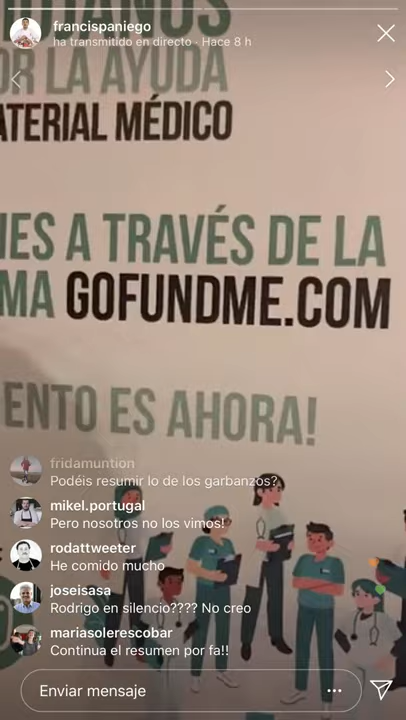 francispaniego
ha transmitido en directo · Hace 8 h
OR LA AYUDA
ATERIAL MÉDICO
NES A TRAVÉS DE LA
MA GOFUNDME.COM
ENTO ES AHORA!
fridamuntion
Podéis resumir lo de los garbanzos?
mikel.portugal
Pero nosotros no los vimos!
rodattweeter
He comido mucho
joseisasa
Rodrigo en silencio???? No creo
mariasolerescobar
Continua el resumen por fa!!
Enviar mensaje